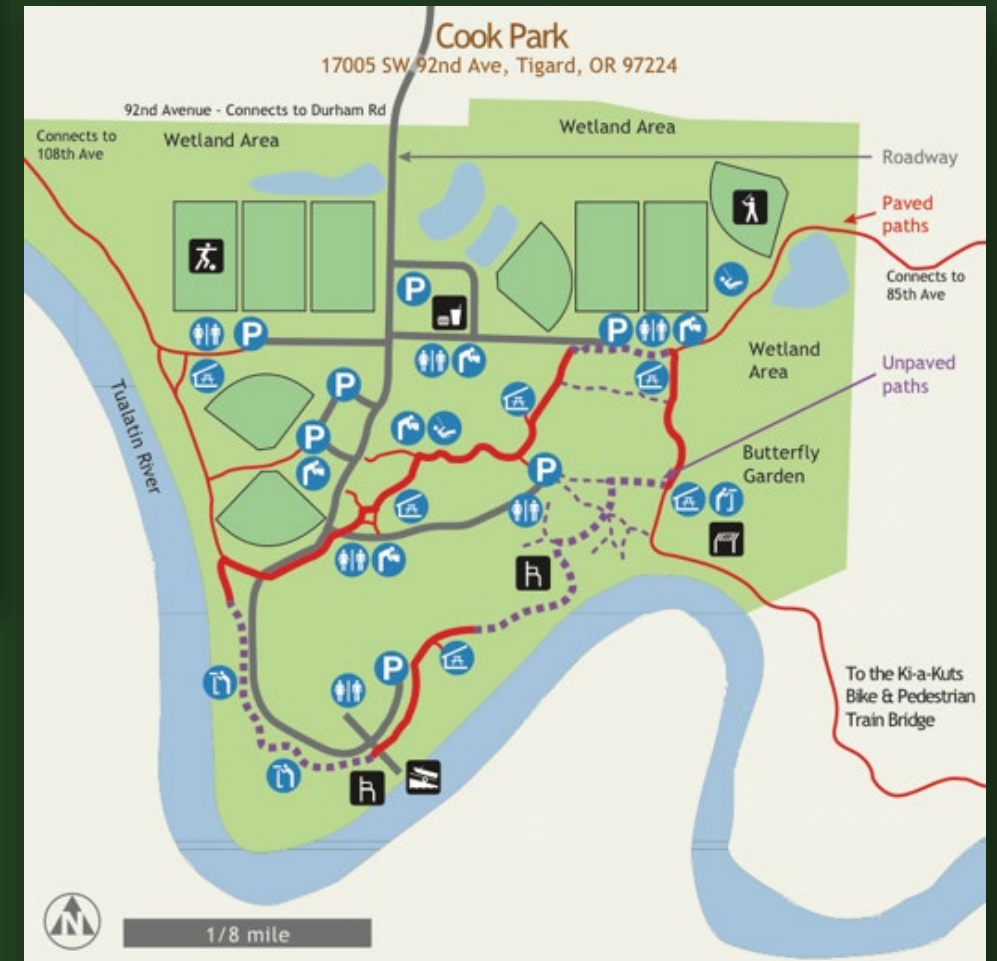 Cook Park
17005 SW 92nd Ave, Tigard, OR 97224
92nd Avenue - Connects to Durham Rd
Connects to
108th Ave
Wetland Area
Wetland Area
Roadway
Paved
paths
Connects to
85th Ave
P
P
P
Wetland
Area
Unpaved
paths
P
Tualatin River
P
Butterfly
Garden
P
P
To the Ki-a-Kuts
Bike & Pedestrian
Train Bridge
N
1/8 mile